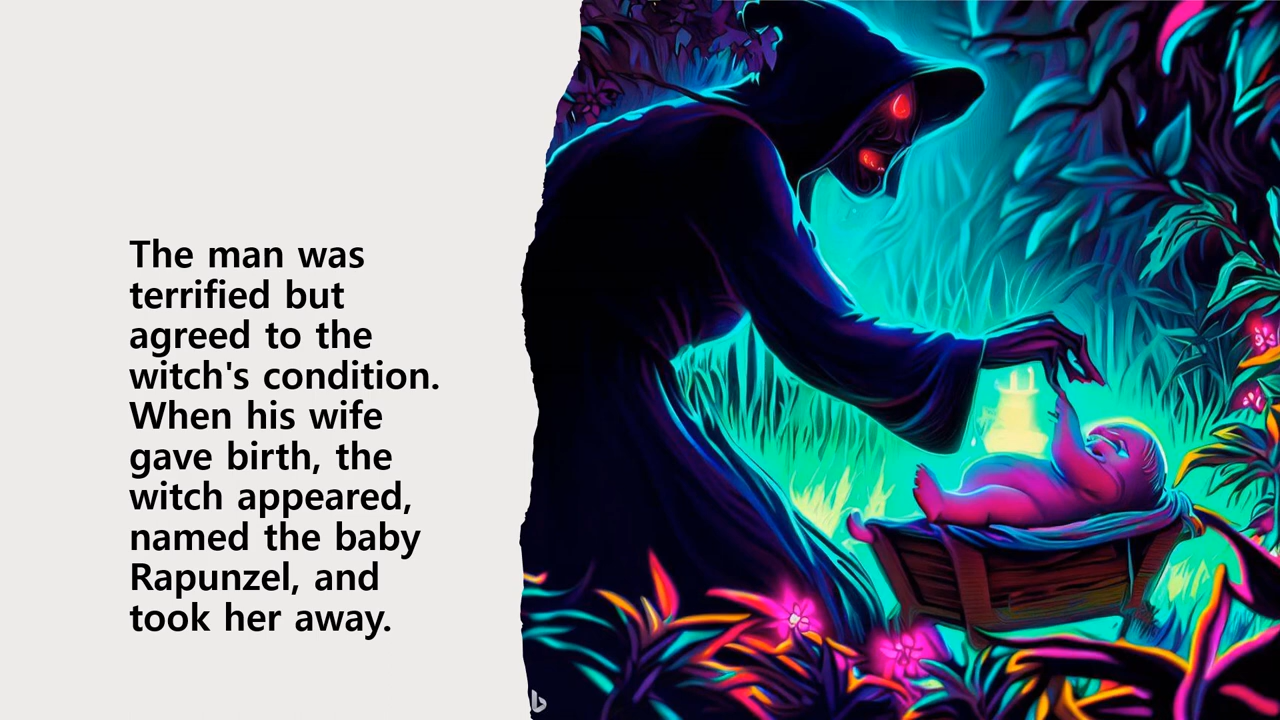 The man was
terrified but
agreed to the
witch's condition.
When his wife
gave birth, the
witch appeared,
named the baby
Rapunzel, and
took her away.